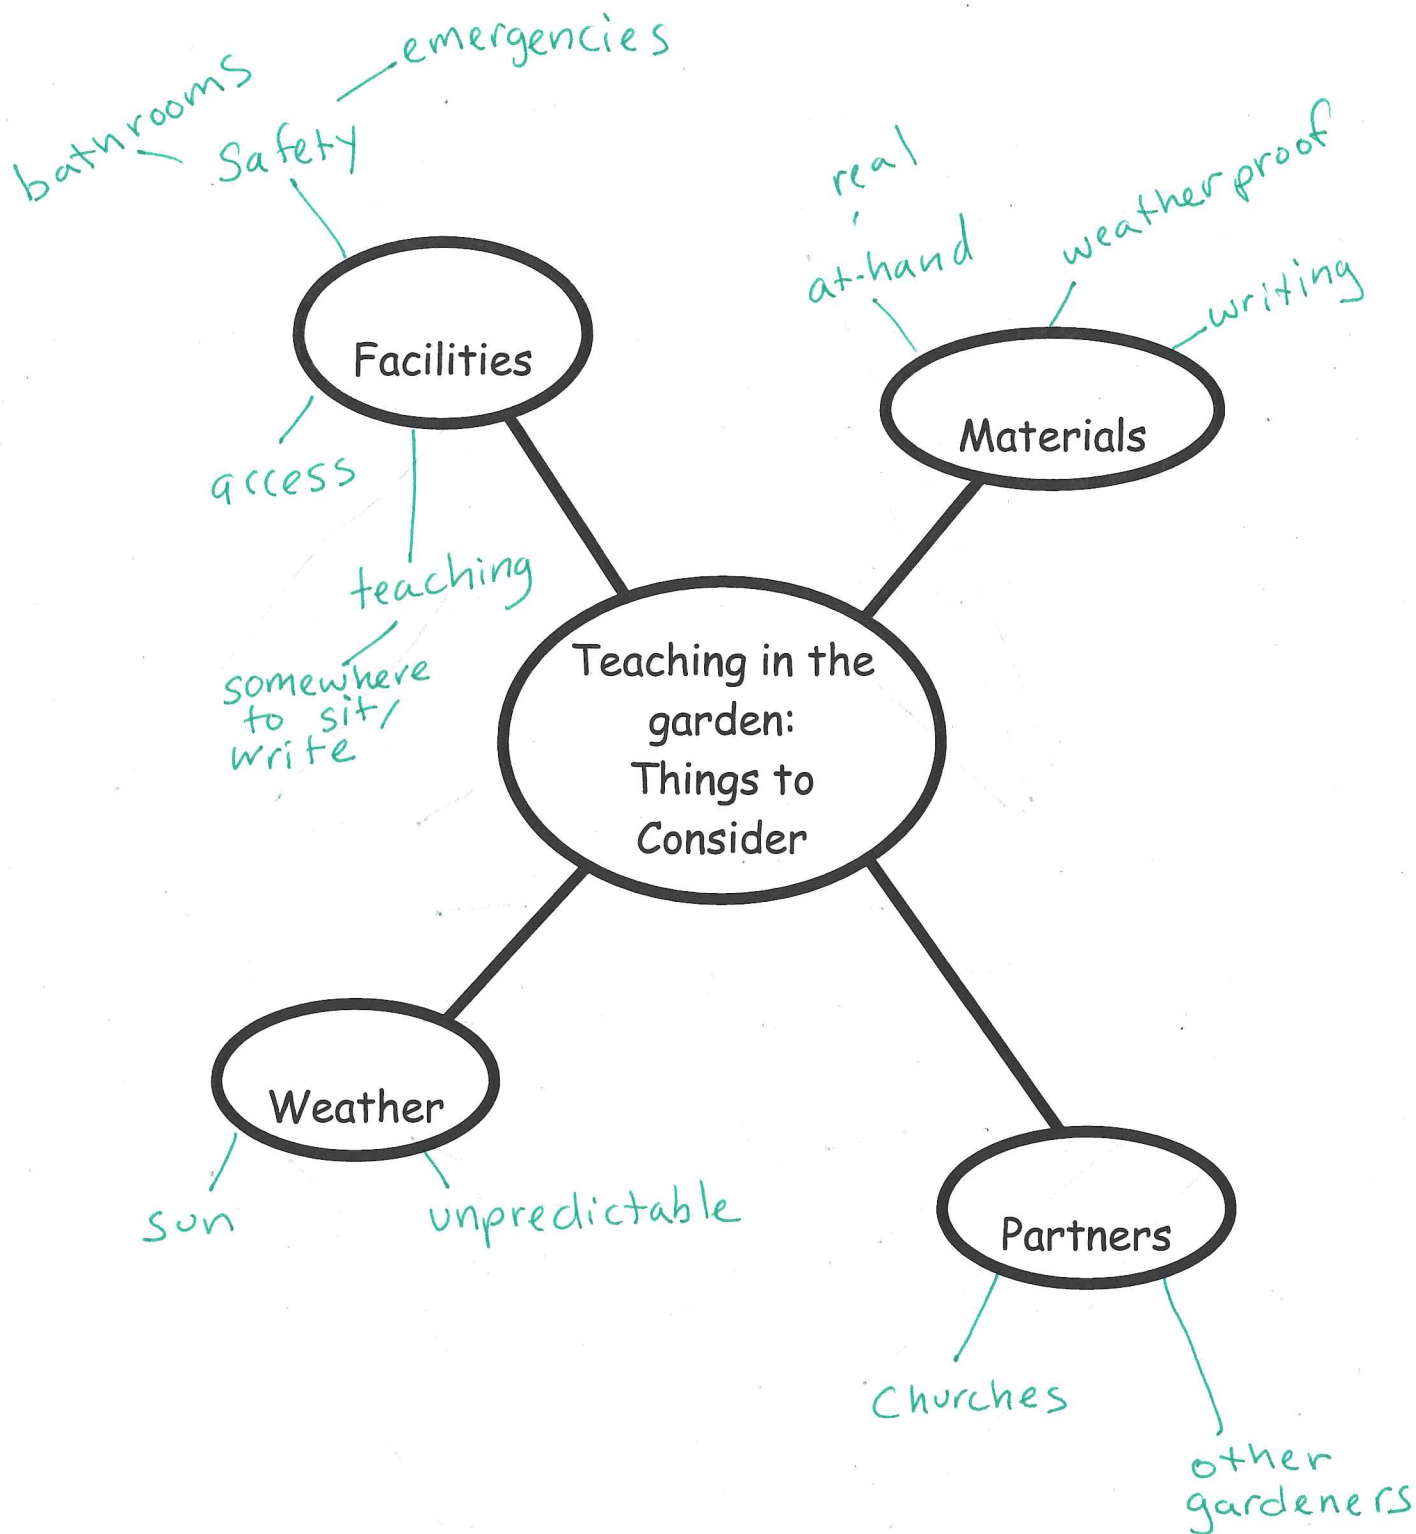 emergencies
bathrooms
Safety
real
weatherproof
at-hand
writing
Facilities
Materials
access
teaching
somewhere
to sit/
write
Teaching in the
garden:
Things to
Consider
Weather
sun
unpredictable
Partners
Churches
other
gardeners